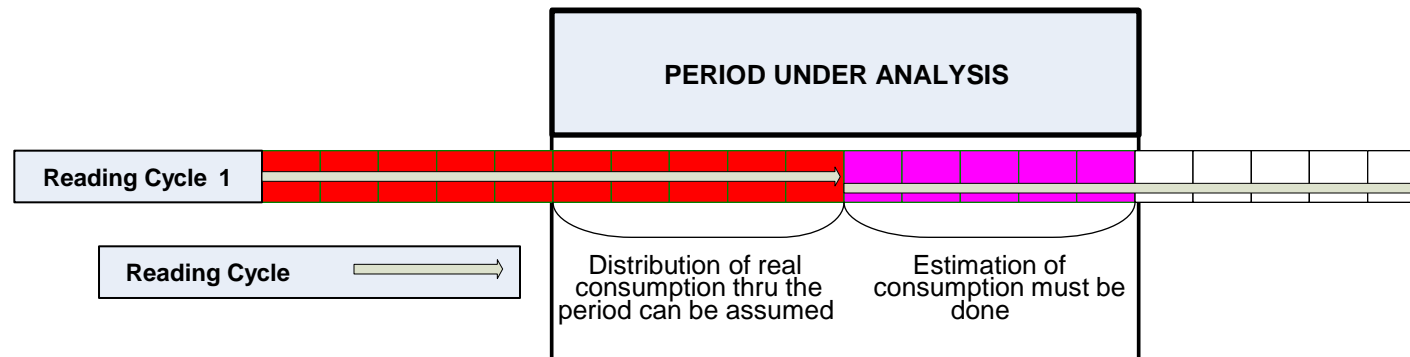 PERIOD UNDER ANALYSIS
Reading Cycle 1
Reading Cycle
Distribution of real
consumption thru the
period can be assumed
Estimation of
consumption must be
done